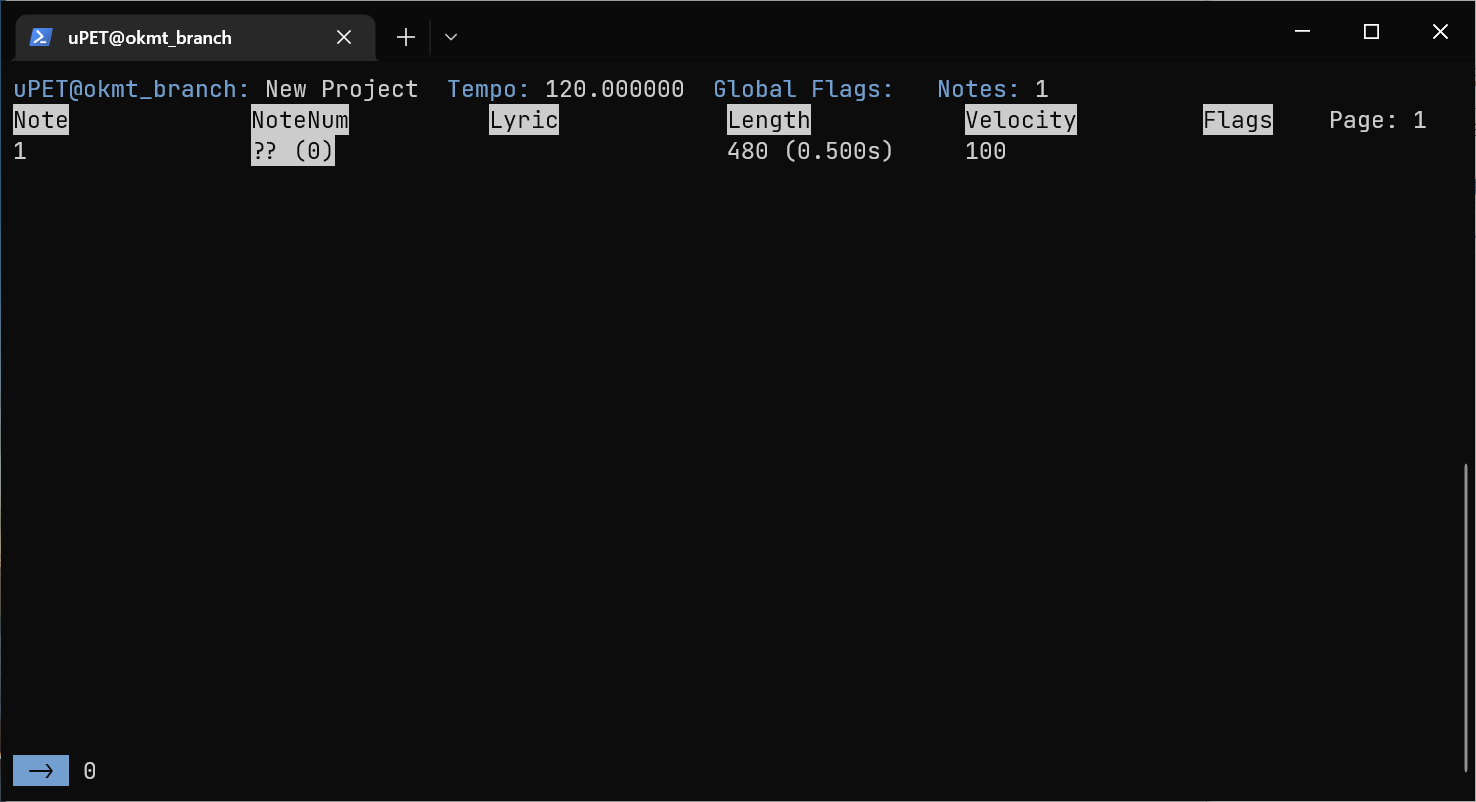 uPET@okmt_branch
uPET@okmt_branch: New Project Tempo: 120.000000 Global Flags: Notes: 1
Note NoteNum Lyric Length Velocity Flags Page: 1
1 ?? (0) 480 (0.500s) 100
→ 0